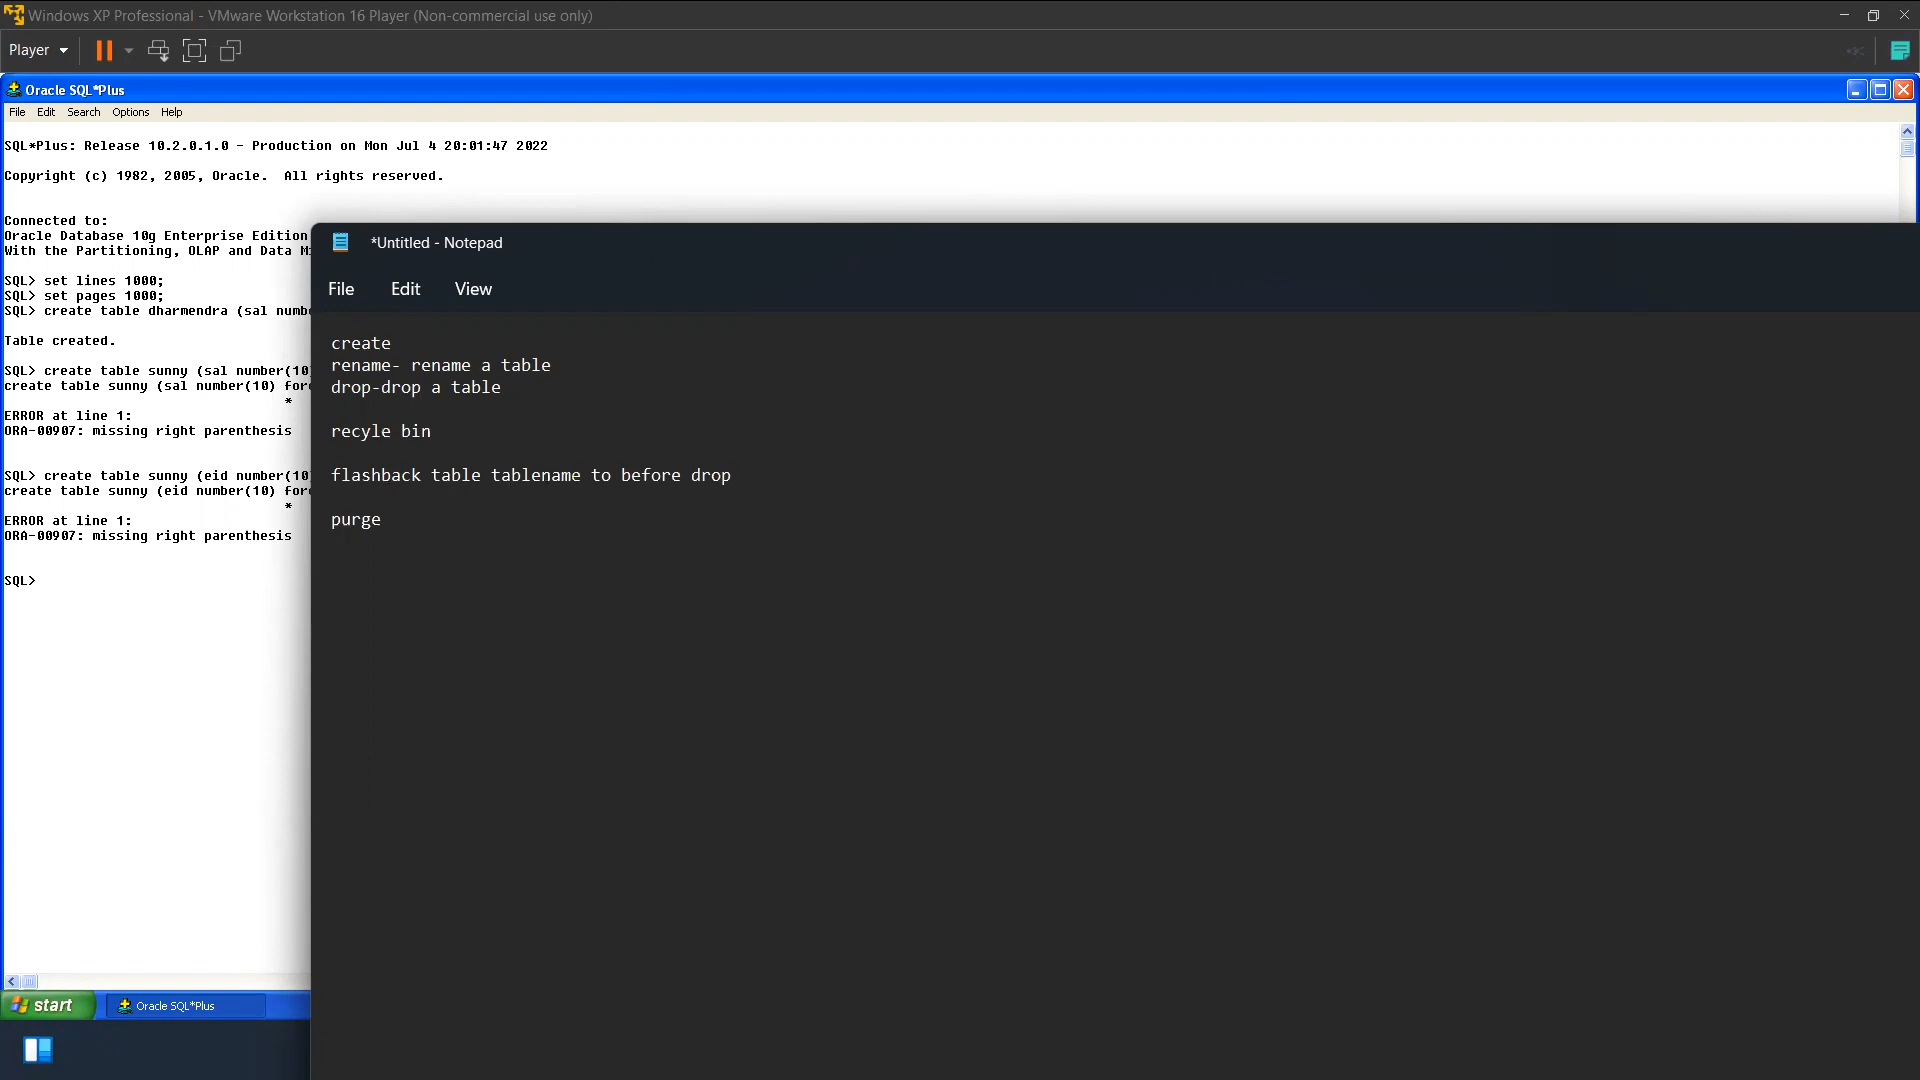 Windows XP Professional - VMware Workstation 16 Player (Non-commercial use only)
Player
Oracle SQL*Plus
File Edit Search Options Help
SQL*Plus: Release 10.2.0.1.0 - Production on Mon Jul 4 20:01:47 2022
Copyright (c) 1982, 2005, Oracle. All rights reserved.
Connected to:
Oracle Database 10g Enterprise Edition
With the Partitioning, OLAP and Data
SQL> set lines 1000;
SQL> set pages 1000;
SQL> create table dharmendra (sal
Table created.
SQL> create table sunny (sal number(10)
create table sunny (sal number(10)
*
ERROR at line 1:
ORA-00907: missing right parenthesis
SQL> create table sunny (eid number(10)
create table sunny (eid number(10)
*
ERROR at line 1:
ORA-00907: missing right parenthesis
SQL>
*Untitled - Notepad
File Edit View
create
rename- rename a table
drop-drop a table
recyle bin
flashback table tablename to before drop
purge
start
Oracle SQL*Plus